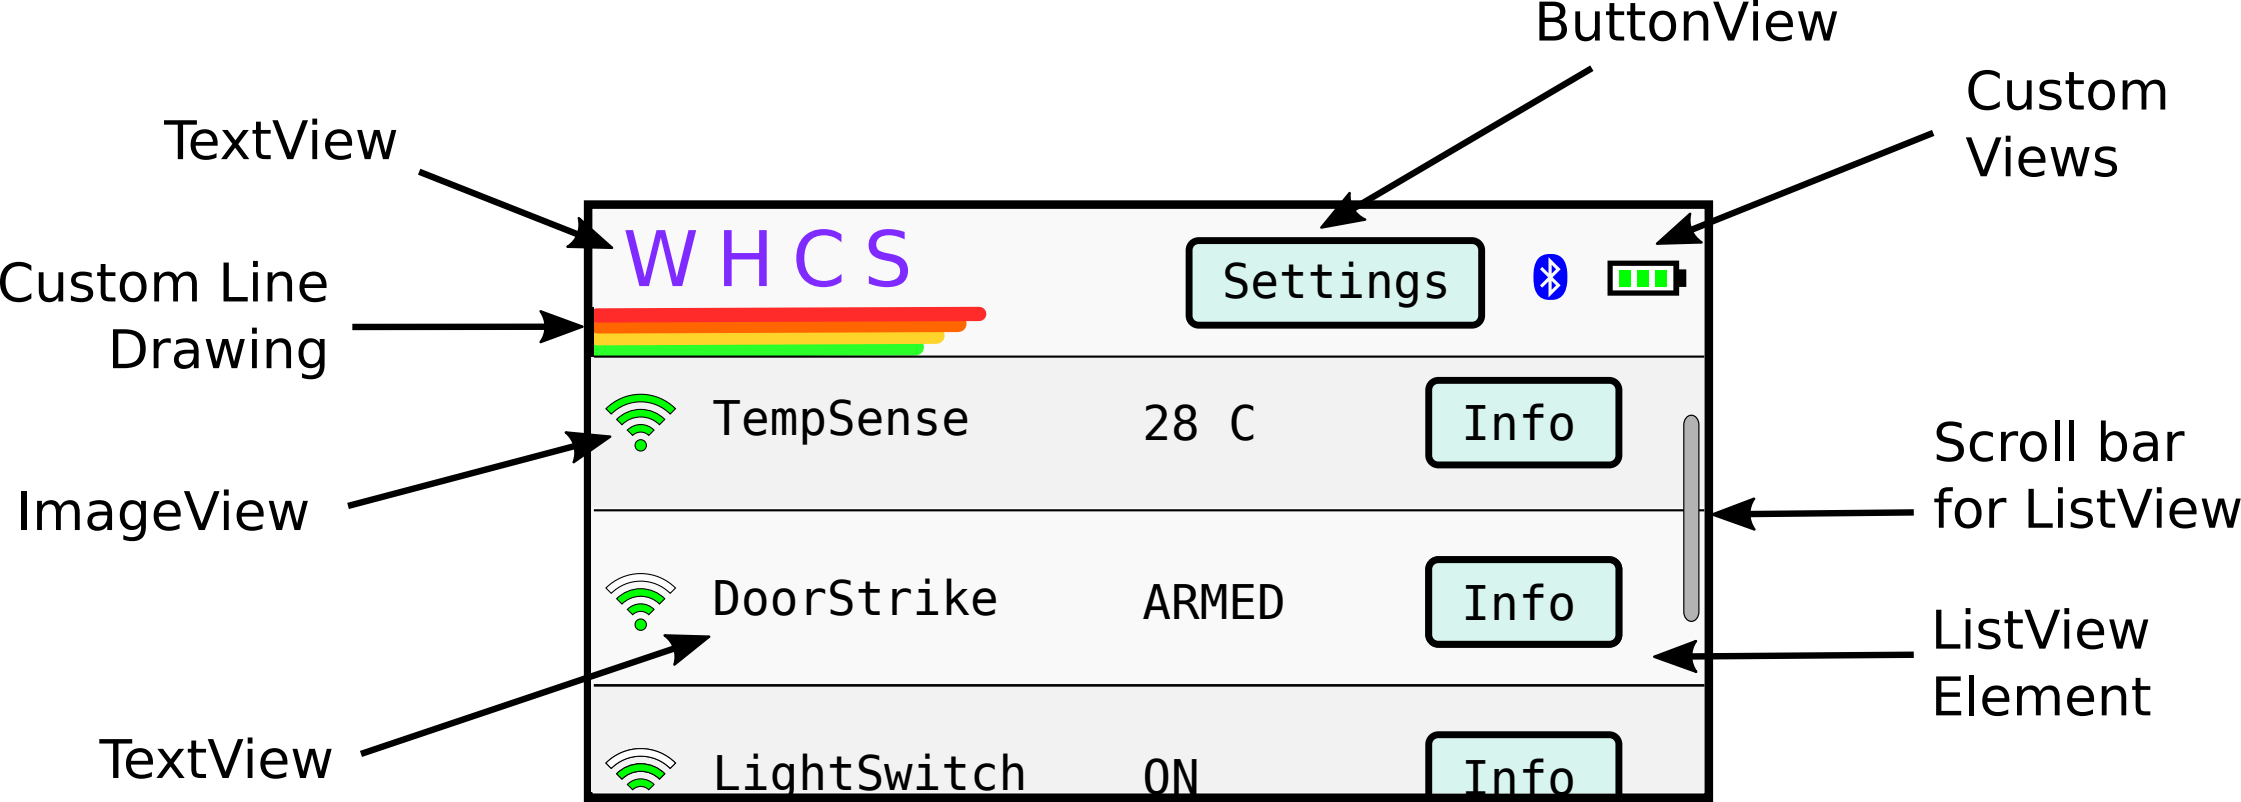 ButtonView
Custom
Views
TextView
W H C S
Settings
Custom Line
Drawing
TempSense
28 C
Info
Scroll bar
for ListView
ImageView
DoorStrike
ARMED
Info
ListView
Element
TextView
LightSwitch
ON
Info